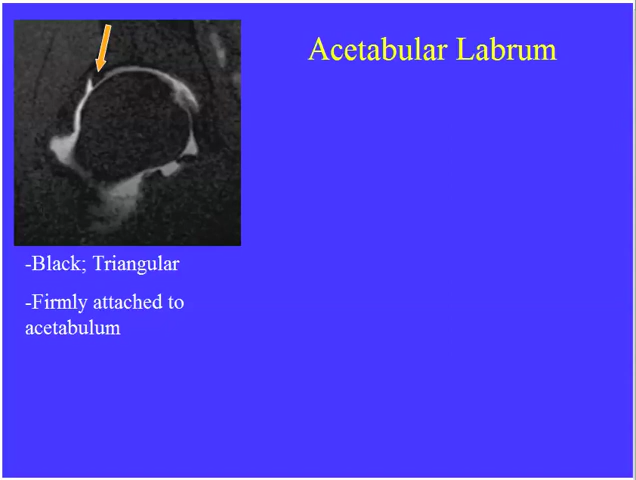 Acetabular Labrum
-Black; Triangular
-Firmly attached to
acetabulum